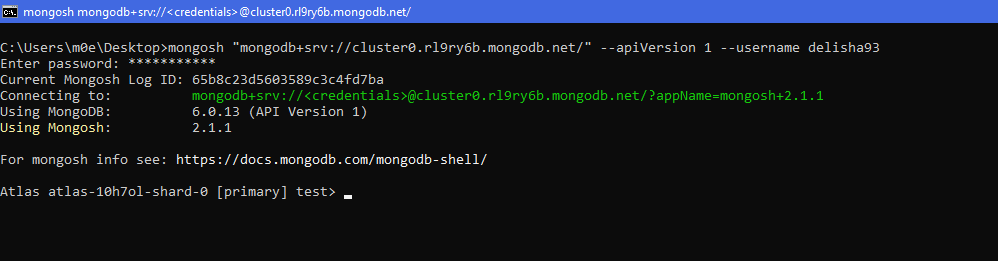 mongosh mongodb+srv://<credentials>@cluster0.rl9ry6b.mongodb.net/
C:\Users\m0e\Desktop>mongosh "mongodb+srv://cluster0.rl9ry6b.mongodb.net/" --apiVersion 1 --username delisha93
Enter password: ***********
Current Mongosh Log ID: 65b8c23d5603589c3c4fd7ba
Connecting to: mongodb+srv://<credentials>@cluster0.rl9ry6b.mongodb.net/?appName=mongosh+2.1.1
Using MongoDB: 6.0.13 (API Version 1)
Using Mongosh: 2.1.1
For mongosh info see: https://docs.mongodb.com/mongodb-shell/
Atlas atlas-10h7ol-shard-0 [primary] test>